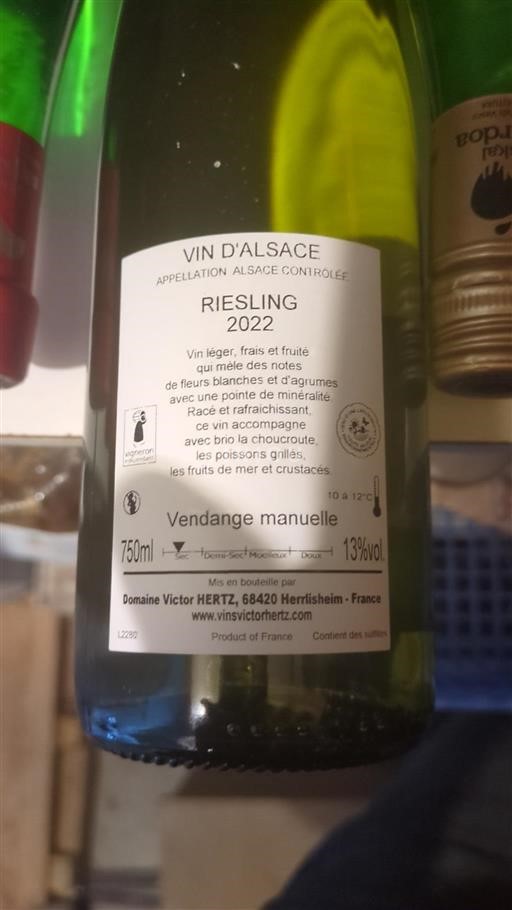 VIN D'ALSACE
APPELLATION ALSACE CONTRÔLÉE
RIESLING
2022
Vin léger, frais et fruité
qui mêle des notes
de fleurs blanches et d'agrumes
avec une pointe de minéralité.
Racé et rafraichissant,
ce vin accompagne
avec brio la choucroute,
les poissons grillés,
les fruits de mer et crustacés.
vigneron
indépendant
10 à 12°C
Vendange manuelle
750ml
Sec Demi-Sec Moelleux Doux
13%vol.
Mis en bouteille par
Domaine Victor HERTZ, 68420 Herrlisheim - France
www.vinsvictorhertz.com
L2280 Product of France Contient des sulfites